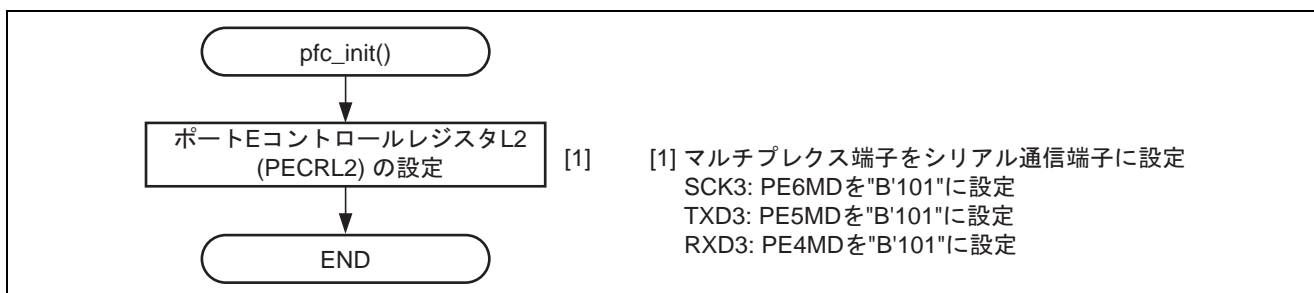 pfc_init()
ポートEコントロールレジスタL2
(PECRL2) の設定
[1]
END
[1] マルチプレクス端子をシリアル通信端子に設定
SCK3: PE6MDを"B'101"に設定
TXD3: PE5MDを"B'101"に設定
RXD3: PE4MDを"B'101"に設定